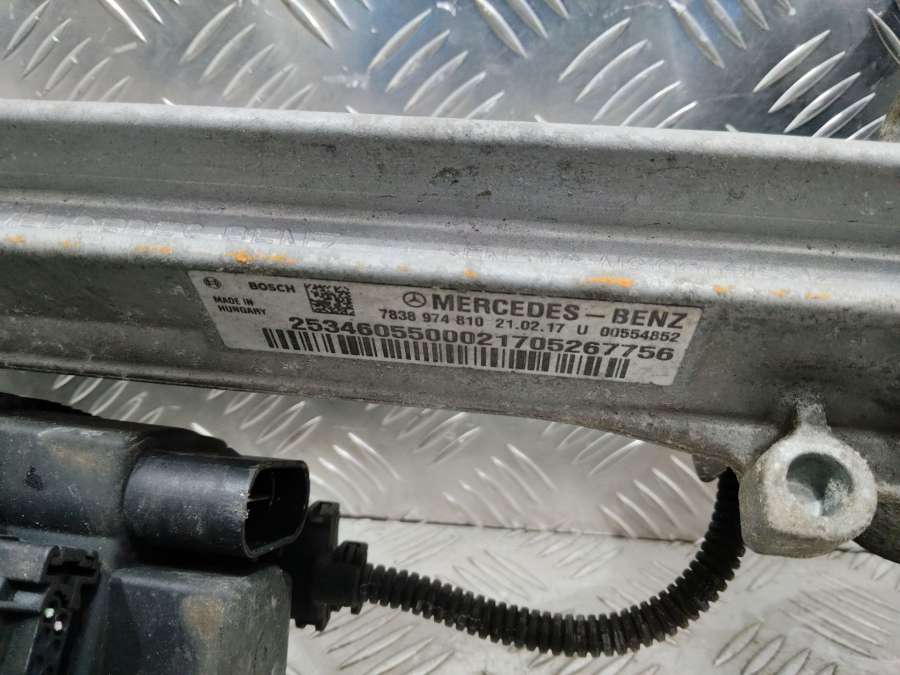 BOSCH MERCEDES-BENZ
MADE IN
HUNGARY
7838 974 810 21.02.17 U 00554852
2534605500021705267756